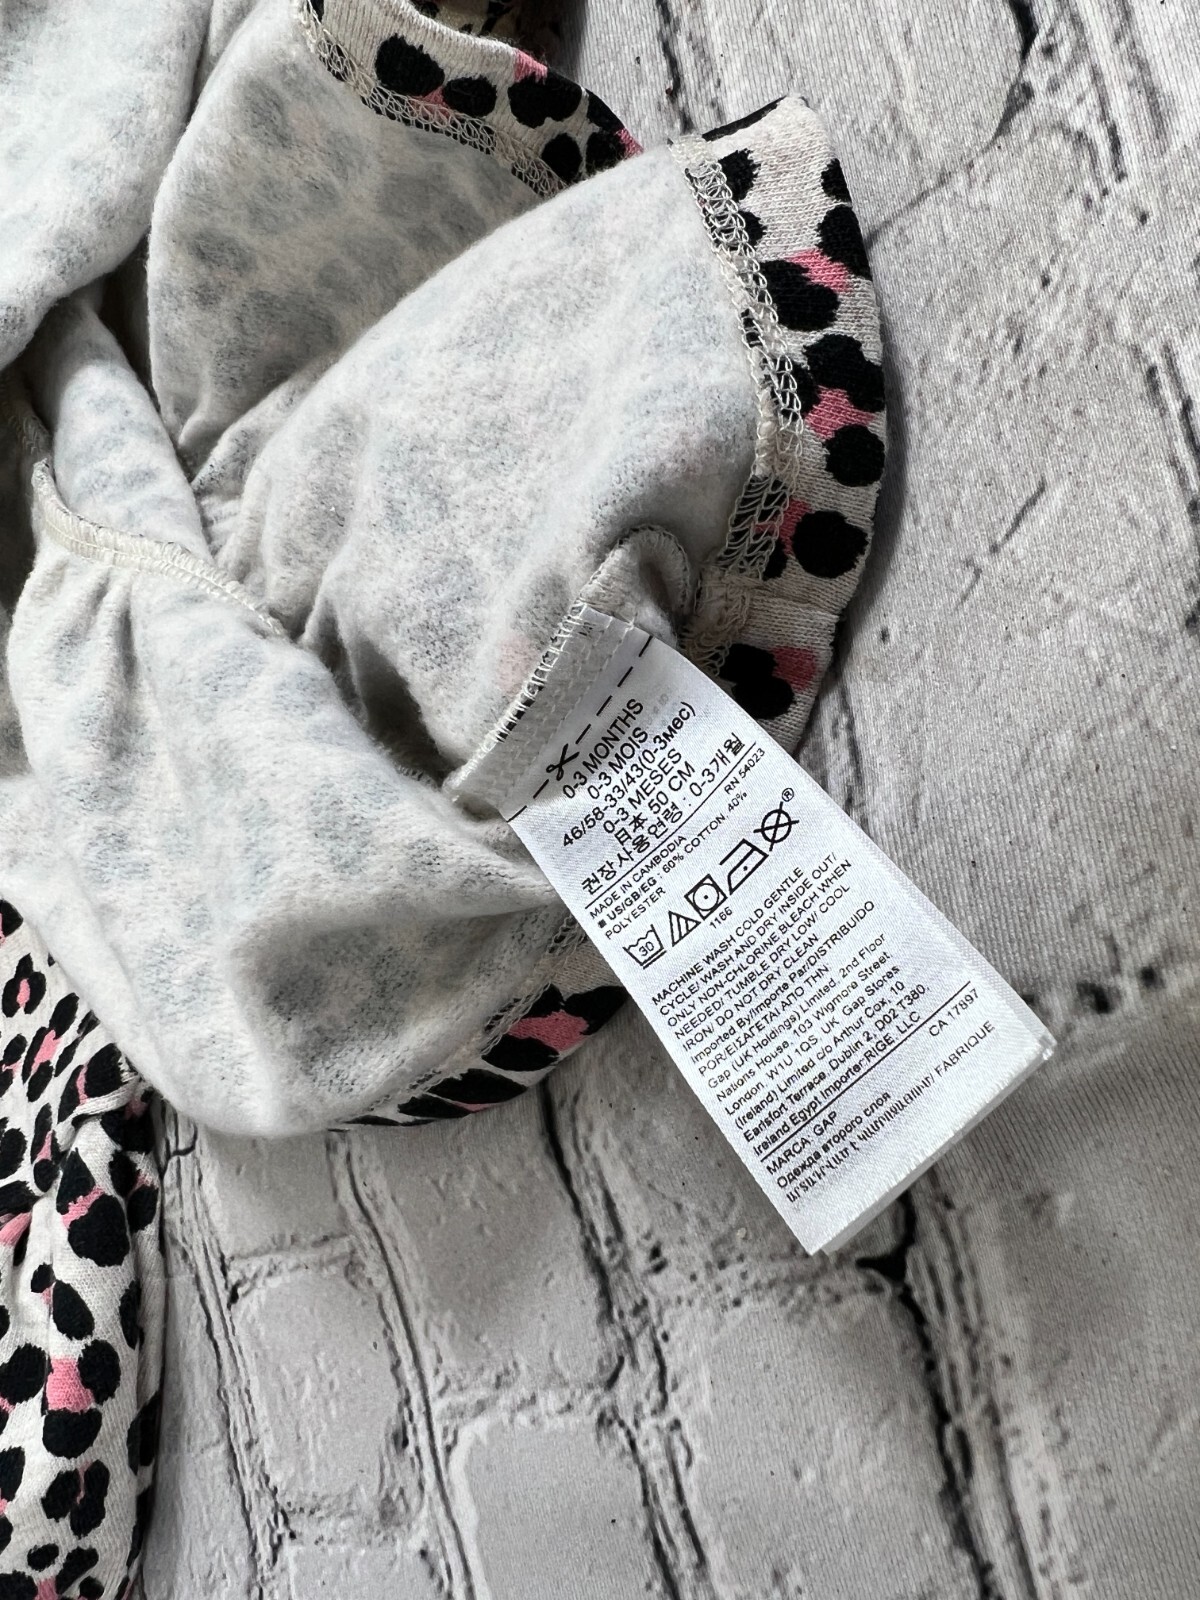 0-3 MONTHS
0-3 MOIS
46/58-33/43(0-3мес)
0-3 MESES
日本 50 CM
권장사용연령 : 0-3개월
MADE IN CAMBODIA RN 54023
■ US/GB/EG : 60% COTTON, 40%
POLYESTER
30
1166
®
MACHINE WASH COLD GENTLE
CYCLE/ WASH AND DRY INSIDE OUT/
ONLY NON-CHLORINE BLEACH WHEN
NEEDED/ TUMBLE DRY LOW/ COOL
IRON/ DO NOT DRY CLEAN
Imported By/Importe Par/DISTRIBUIDO
POR/ΕΙΣΑΓΕΤΑΙ ΑΠΟ ΤΗΝ
Gap (UK Holdings) Limited, 2nd Floor
Nations House, 103 Wigmore Street
London, W1U 1QS, UK Gap Stores
(Ireland) Limited c/o Arthur Cox, 10
Earlsfort Terrace, Dublin 2, D02 T380,
Ireland Egypt Importer:RIGE, LLC
CA 17897
MARCA: GAP
Одежда второго слоя
FABRIQUE